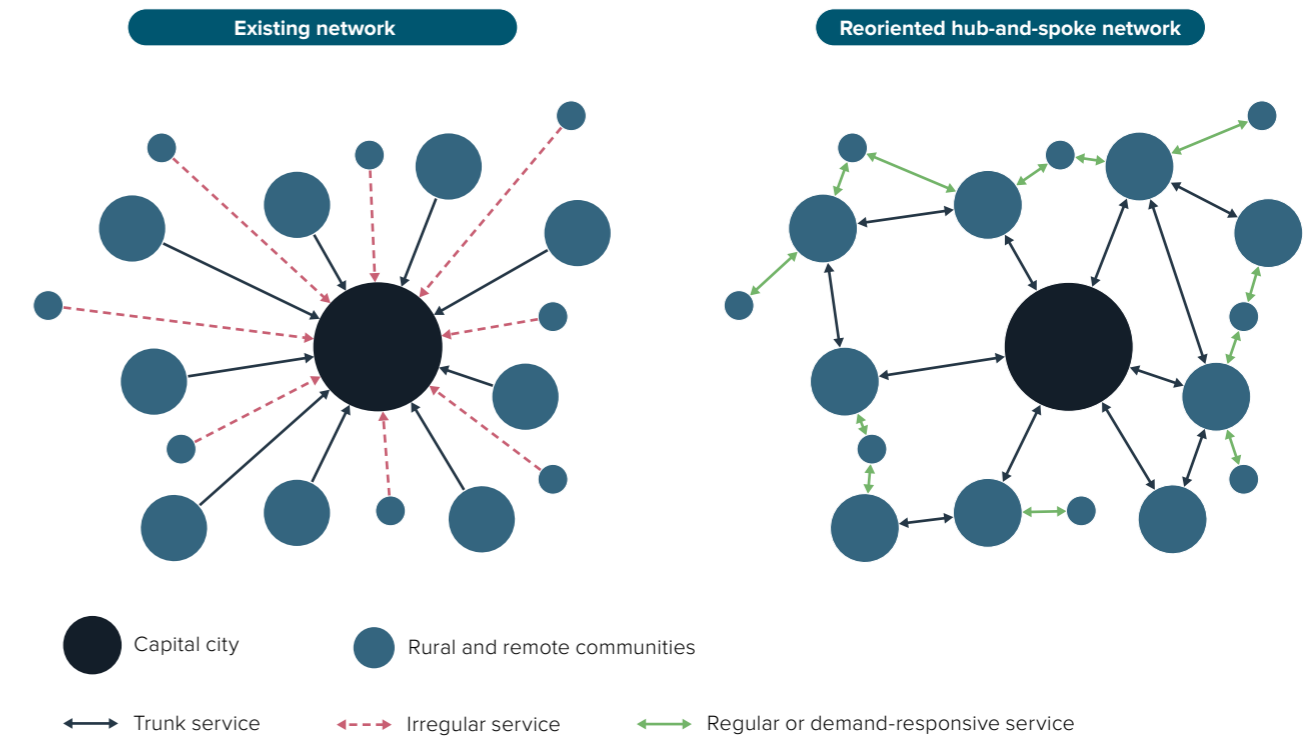 Existing network
Reoriented hub-and-spoke network
Capital city
Rural and remote communities
Trunk service
Irregular service
Regular or demand-responsive service